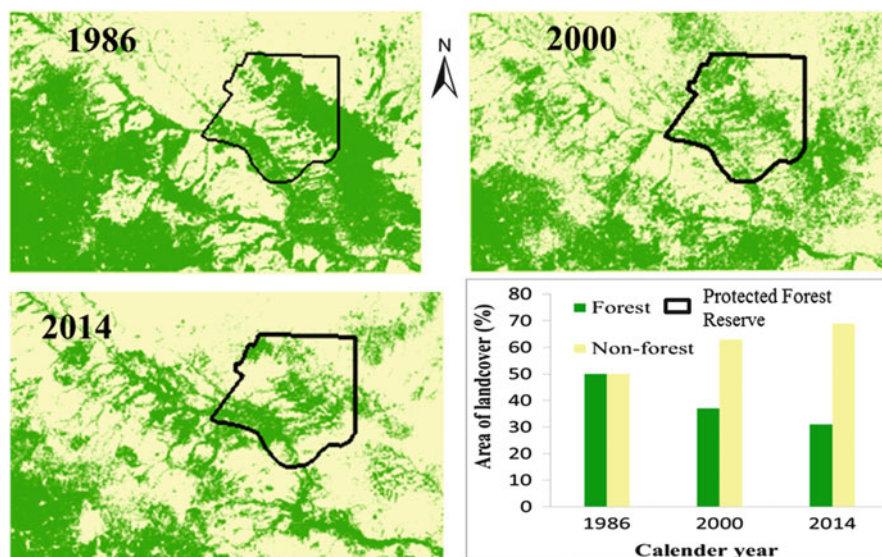 1986
N
2000
2014
80
70
60
50
40
30
20
10
0
Area of landcover (%)
Forest
Non-forest
Protected Forest
Reserve
1986 2000 2014
Calender year